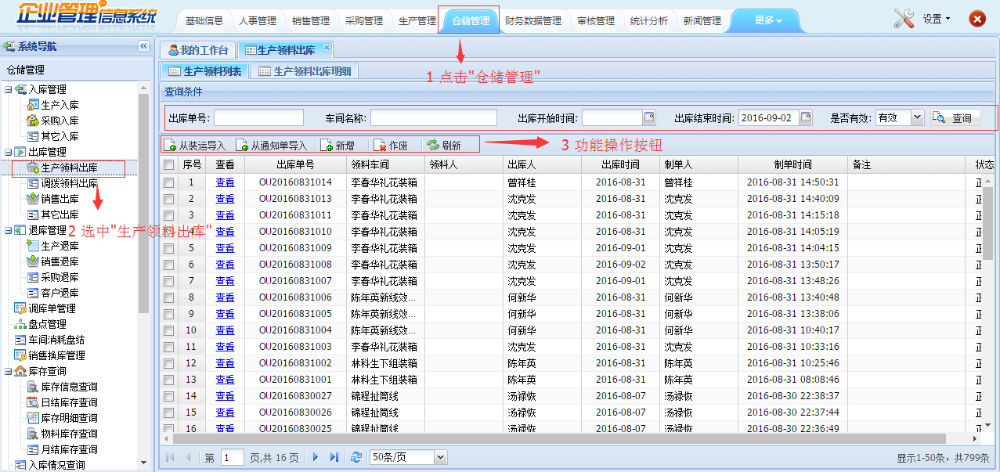 企业管理信息系统
基础信息 人事管理 销售管理 采购管理 生产管理 仓储管理 财务数据管理 审核管理 统计分析 新闻管理 更多 设置
系统导航
我的工作台 生产领料出库
仓储管理
生产领料列表 生产领料出库明细
1 点击"仓储管理"
查询条件
出库单号: 车间名称: 出库开始时间: 出库结束时间: 2016-09-02 是否有效: 有效 查询
从装运导入 从通知单导入 新增 作废 刷新
3 功能操作按钮
入库管理
生产入库
采购入库
其它入库
出库管理
生产领料出库
调拨领料出库
销售出库
其它出库
退库管理
2 选中"生产领料出库"
生产退库
销售退库
采购退库
客户退库
调库单管理
盘点管理
车间消耗盘结
销售换库管理
库存查询
库存信息查询
日结库存查询
库存明细查询
物料库存查询
月结库存查询
入库情况查询
序号 查看 出库单号 领料车间 领料人 出库人 出库时间 制单人 制单时间 备注 状态
1 查看 OU20160831014 李春华礼花装箱 曾祥桂 2016-08-31 曾祥桂 2016-08-31 14:50:31 正
2 查看 OU20160831013 李春华礼花装箱 沈克发 2016-08-31 沈克发 2016-08-31 14:40:09 正
3 查看 OU20160831011 李春华礼花装箱 沈克发 2016-08-31 沈克发 2016-08-31 14:15:18 正
4 查看 OU20160831010 李春华礼花装箱 沈克发 2016-08-31 沈克发 2016-08-31 14:05:19 正
5 查看 OU20160831009 李春华礼花装箱 沈克发 2016-09-01 沈克发 2016-08-31 14:04:15 正
6 查看 OU20160831008 李春华礼花装箱 沈克发 2016-09-02 沈克发 2016-08-31 13:50:17 正
7 查看 OU20160831007 李春华礼花装箱 沈克发 2016-09-01 沈克发 2016-08-31 13:48:26 正
8 查看 OU20160831006 陈年英新线效... 何新华 2016-08-31 何新华 2016-08-31 13:40:48 正
9 查看 OU20160831005 陈年英新线效... 何新华 2016-08-31 何新华 2016-08-31 13:38:06 正
10 查看 OU20160831004 陈年英新线效... 何新华 2016-08-31 何新华 2016-08-31 10:40:17 正
11 查看 OU20160831003 李春华礼花装箱 沈克发 2016-08-31 沈克发 2016-08-31 10:33:16 正
12 查看 OU20160831002 林科生下组装箱 陈年英 2016-08-31 陈年英 2016-08-31 10:25:46 正
13 查看 OU20160831001 林科生下组装箱 陈年英 2016-08-31 陈年英 2016-08-31 08:08:46 正
14 查看 OU20160830027 锦程扯筒线 汤禄恢 2016-08-07 汤禄恢 2016-08-30 22:38:37 正
15 查看 OU20160830026 锦程扯筒线 汤禄恢 2016-08-07 汤禄恢 2016-08-30 22:37:44 正
16 查看 OU20160830025 锦程扯筒线 汤禄恢 2016-08-07 汤禄恢 2016-08-30 22:36:49 正
第 1 页,共 16 页 50条/页 显示1-50条，共799条